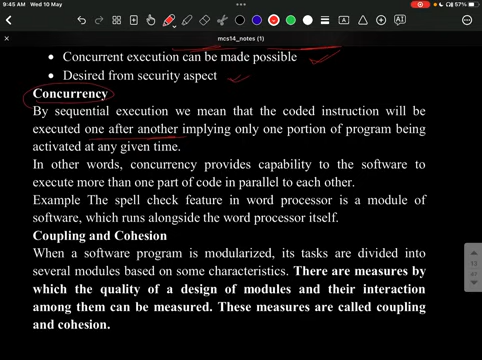 9:45 AM Wed 10 May
57%
mcs14_notes (1)
• Concurrent execution can be made possible
• Desired from security aspect
Concurrency
By sequential execution we mean that the coded instruction will be
executed one after another implying only one portion of program being
activated at any given time.
In other words, concurrency provides capability to the software to
execute more than one part of code in parallel to each other.
Example The spell check feature in word processor is a module of
software, which runs alongside the word processor itself.
Coupling and Cohesion
When a software program is modularized, its tasks are divided into
several modules based on some characteristics. There are measures by
which the quality of a design of modules and their interaction
among them can be measured. These measures are called coupling
and cohesion.